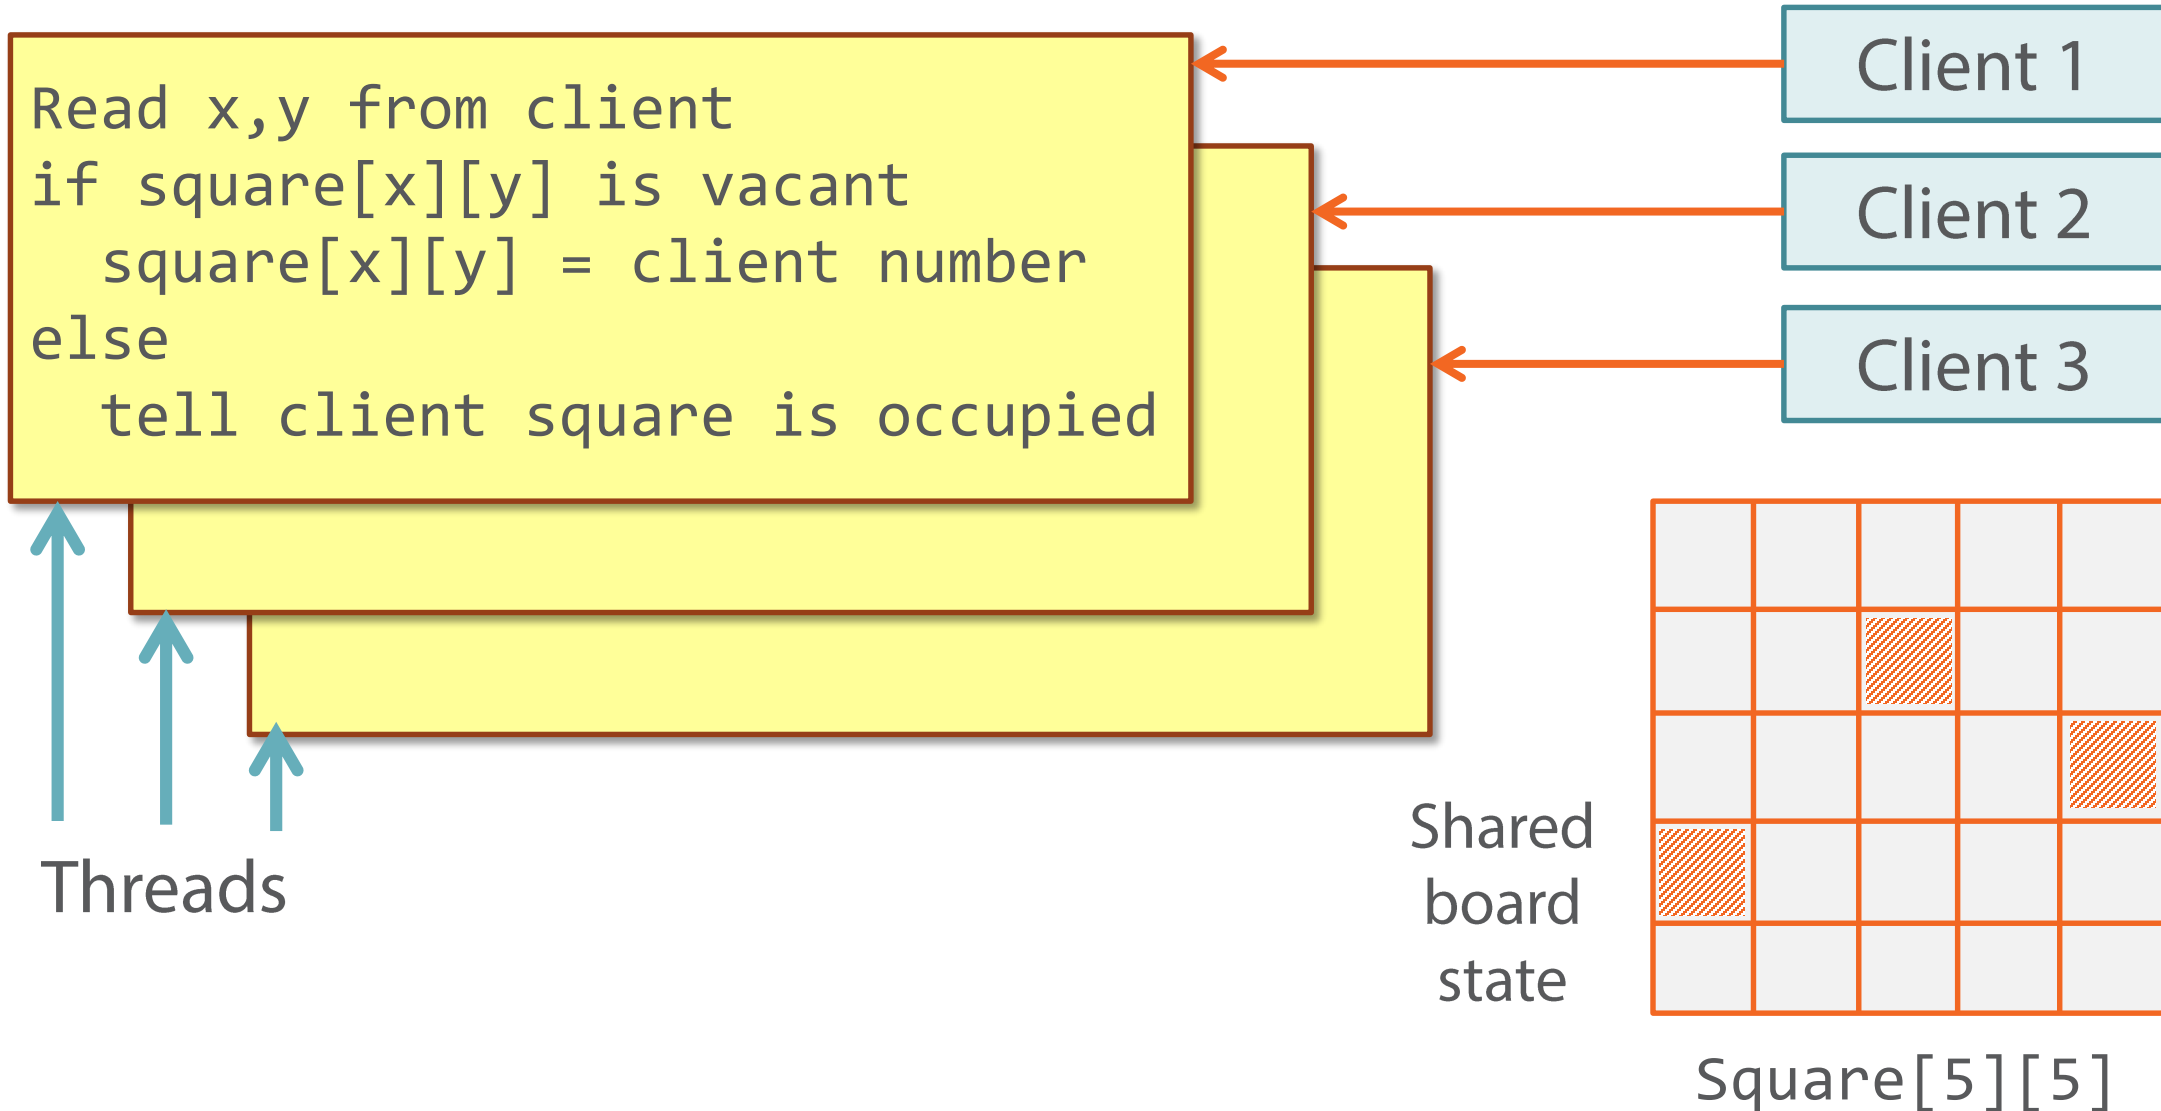 Read x,y from client
if square[x][y] is vacant
  square[x][y] = client number
else
  tell client square is occupied
Client 1
Client 2
Client 3
Threads
Shared
board
state
Square[5][5]